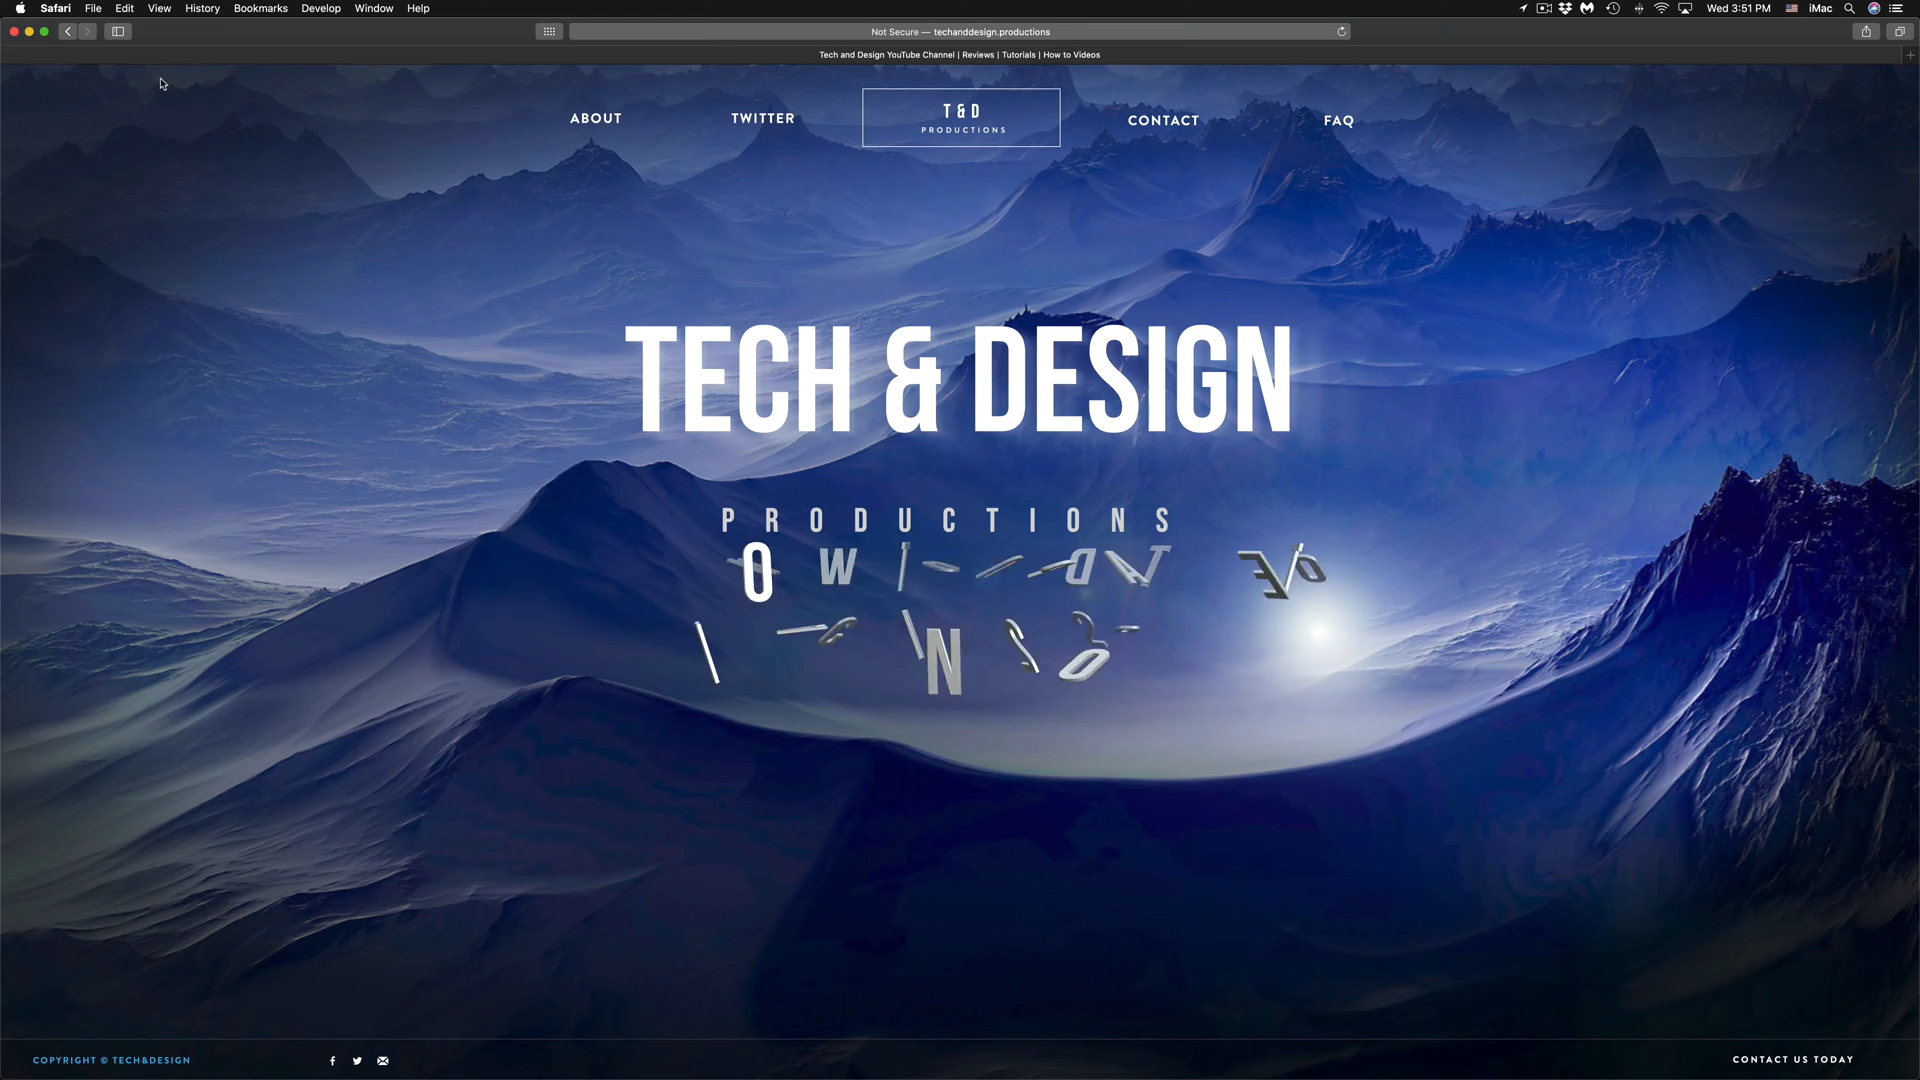 Safari File Edit View History Bookmarks Develop Window Help Wed 3:51 PM iMac
Not Secure — techanddesign.productions
Tech and Design YouTube Channel | Reviews | Tutorials | How to Videos
ABOUT TWITTER T&D CONTACT FAQ
PRODUCTIONS
TECH & DESIGN
PRODUCTIONS
COPYRIGHT © TECH&DESIGN CONTACT US TODAY